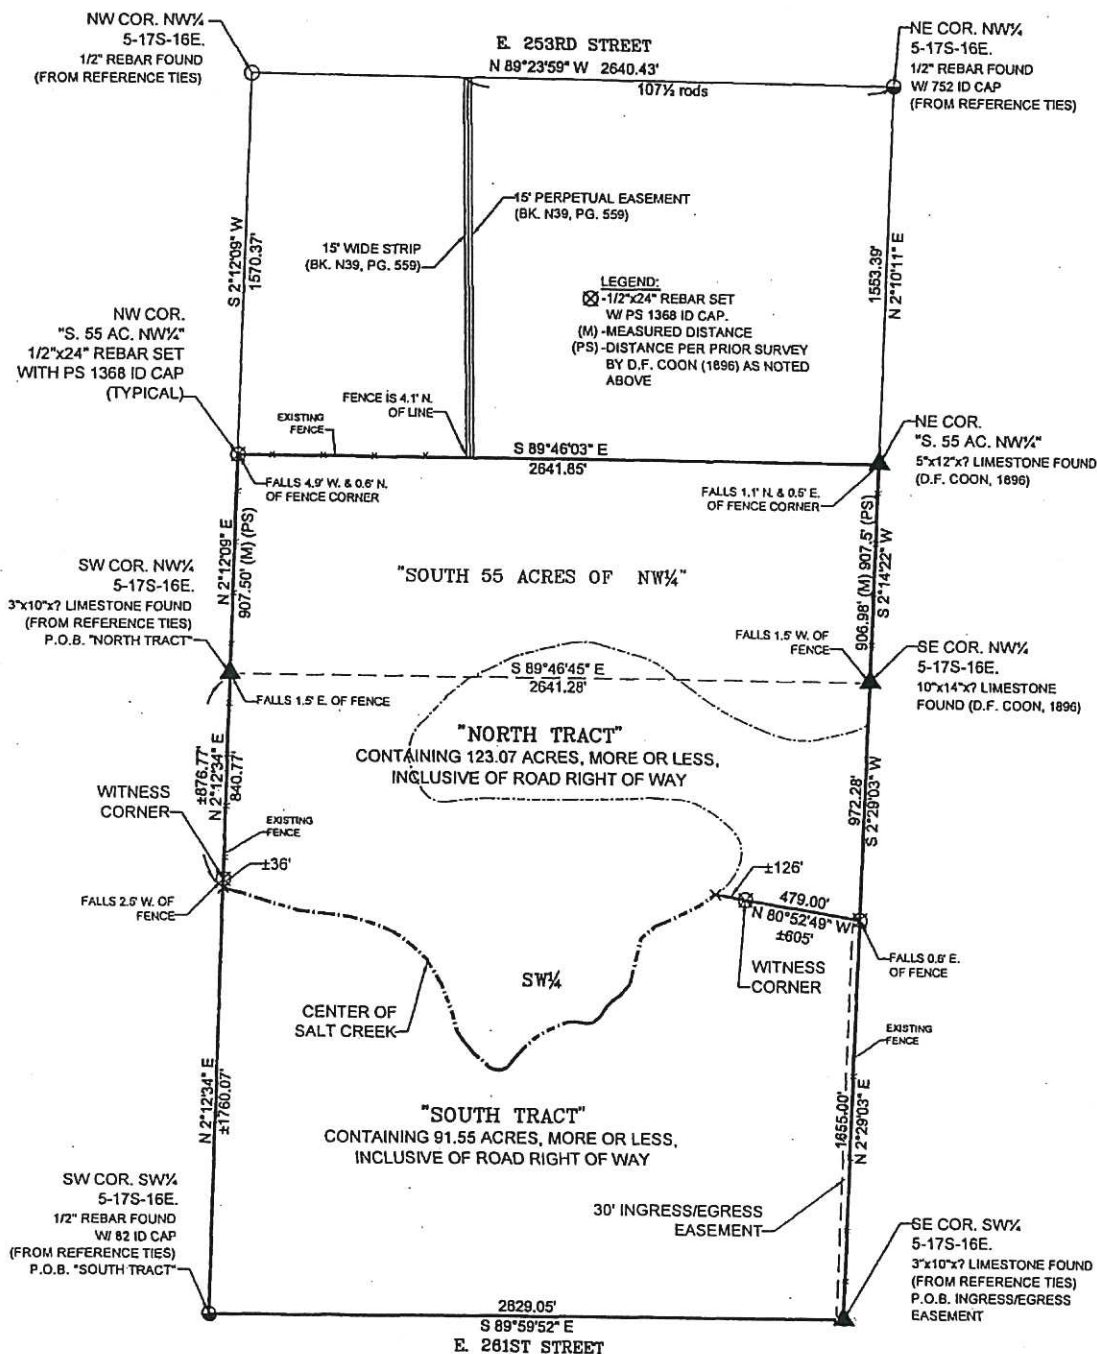 NW COR. NW¼
5-17S-16E.
1/2" REBAR FOUND
(FROM REFERENCE TIES)
E. 253RD STREET
N 89°23'59" W 2640.43'
107½ rods
NE COR. NW¼
5-17S-16E.
1/2" REBAR FOUND
W/ 752 ID CAP
(FROM REFERENCE TIES)
S 2°12'09" W
1570.37'
15' PERPETUAL EASEMENT
(BK. N39, PG. 559)
15' WIDE STRIP
(BK. N39, PG. 559)
1553.39'
N 2°10'11" E
LEGEND:
-1/2"x24" REBAR SET
W/ PS 1368 ID CAP.
(M) -MEASURED DISTANCE
(PS) -DISTANCE PER PRIOR SURVEY
BY D.F. COON (1896) AS NOTED
ABOVE
NW COR.
"S. 55 AC. NW¼"
1/2"x24" REBAR SET
WITH PS 1368 ID CAP
(TYPICAL)
FENCE IS 4.1' N.
OF LINE
EXISTING
FENCE
S 89°46'03" E
2641.85'
NE COR.
"S. 55 AC. NW¼"
5"x12"x? LIMESTONE FOUND
(D.F. COON, 1896)
FALLS 4.9' W. & 0.6' N.
OF FENCE CORNER
FALLS 1.1' N. & 0.5' E.
OF FENCE CORNER
N 2°12'09" E
907.50' (M) (PS)
906.98' (M) 907.5' (PS)
S 2°14'22" W
"SOUTH 55 ACRES OF NW¼"
SW COR. NW¼
5-17S-16E.
3"x10"x? LIMESTONE FOUND
(FROM REFERENCE TIES)
P.O.B. "NORTH TRACT"
FALLS 1.5' W. OF
FENCE
SE COR. NW¼
5-17S-16E.
10"x14"x? LIMESTONE
FOUND (D.F. COON, 1896)
S 89°46'45" E
2641.28'
FALLS 1.5' E. OF FENCE
"NORTH TRACT"
CONTAINING 123.07 ACRES, MORE OR LESS,
INCLUSIVE OF ROAD RIGHT OF WAY
±876.77'
N 2°12'34" E
840.77'
972.28'
S 2°29'03" W
WITNESS
CORNER
EXISTING
FENCE
±36'
FALLS 2.5' W. OF
FENCE
±126'
479.00'
N 80°52'49" W
±605'
WITNESS
CORNER
FALLS 0.6' E.
OF FENCE
SW¼
CENTER OF
SALT CREEK
EXISTING
FENCE
N 2°12'34" E
±1760.07'
1655.00'
N 2°29'03" E
"SOUTH TRACT"
CONTAINING 91.55 ACRES, MORE OR LESS,
INCLUSIVE OF ROAD RIGHT OF WAY
SW COR. SW¼
5-17S-16E.
1/2" REBAR FOUND
W/ 82 ID CAP
(FROM REFERENCE TIES)
P.O.B. "SOUTH TRACT"
30' INGRESS/EGRESS
EASEMENT
SE COR. SW¼
5-17S-16E.
3"x10"x? LIMESTONE FOUND
(FROM REFERENCE TIES)
P.O.B. INGRESS/EGRESS
EASEMENT
2629.05'
S 89°59'52" E
E. 261ST STREET